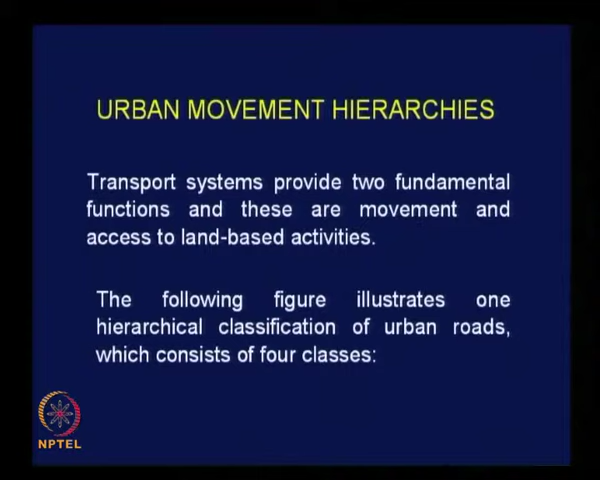 URBAN MOVEMENT HIERARCHIES
Transport systems provide two fundamental
functions and these are movement and
access to land-based activities.
The following figure illustrates one
hierarchical classification of urban roads,
which consists of four classes:
NPTEL